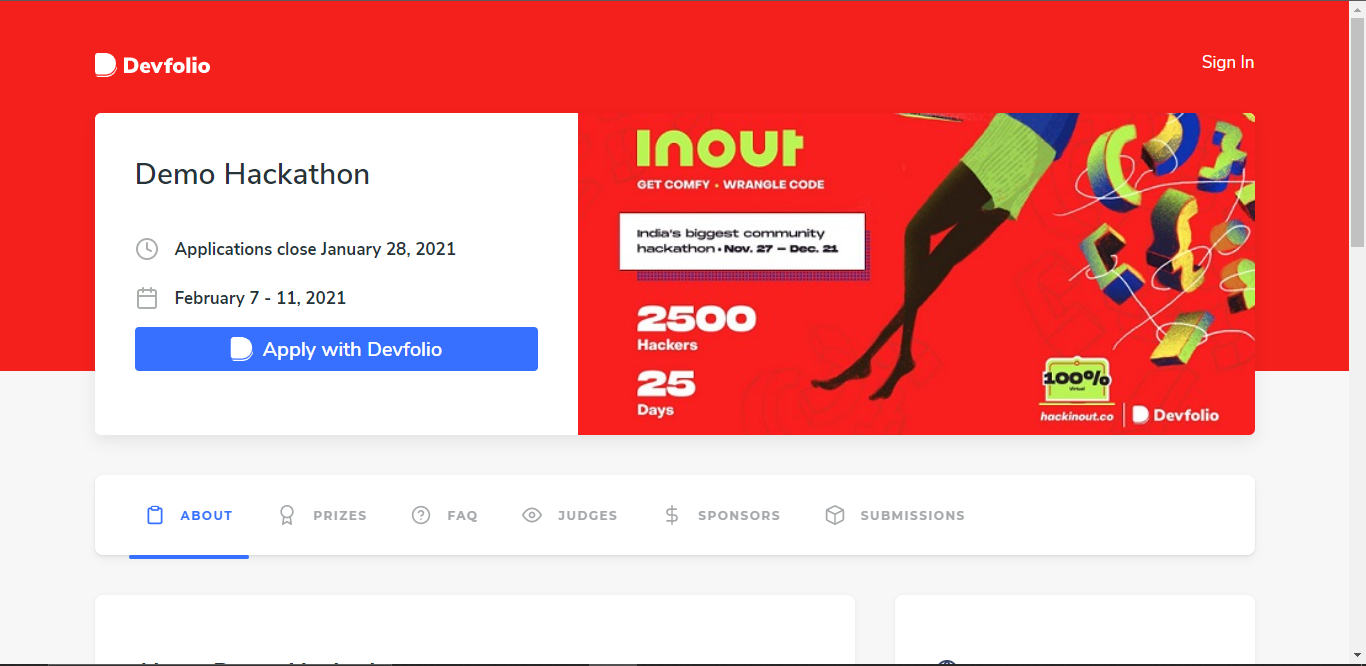 Devfolio
Sign In
Demo Hackathon
Applications close January 28, 2021
February 7 - 11, 2021
Apply with Devfolio
INOUT
GET COMFY • WRANGLE CODE
India's biggest community
hackathon • Nov. 27 – Dec. 21
2500
Hackers
25
Days
100%
Virtual
hackinout.co | Devfolio
ABOUT
PRIZES
FAQ
JUDGES
SPONSORS
SUBMISSIONS